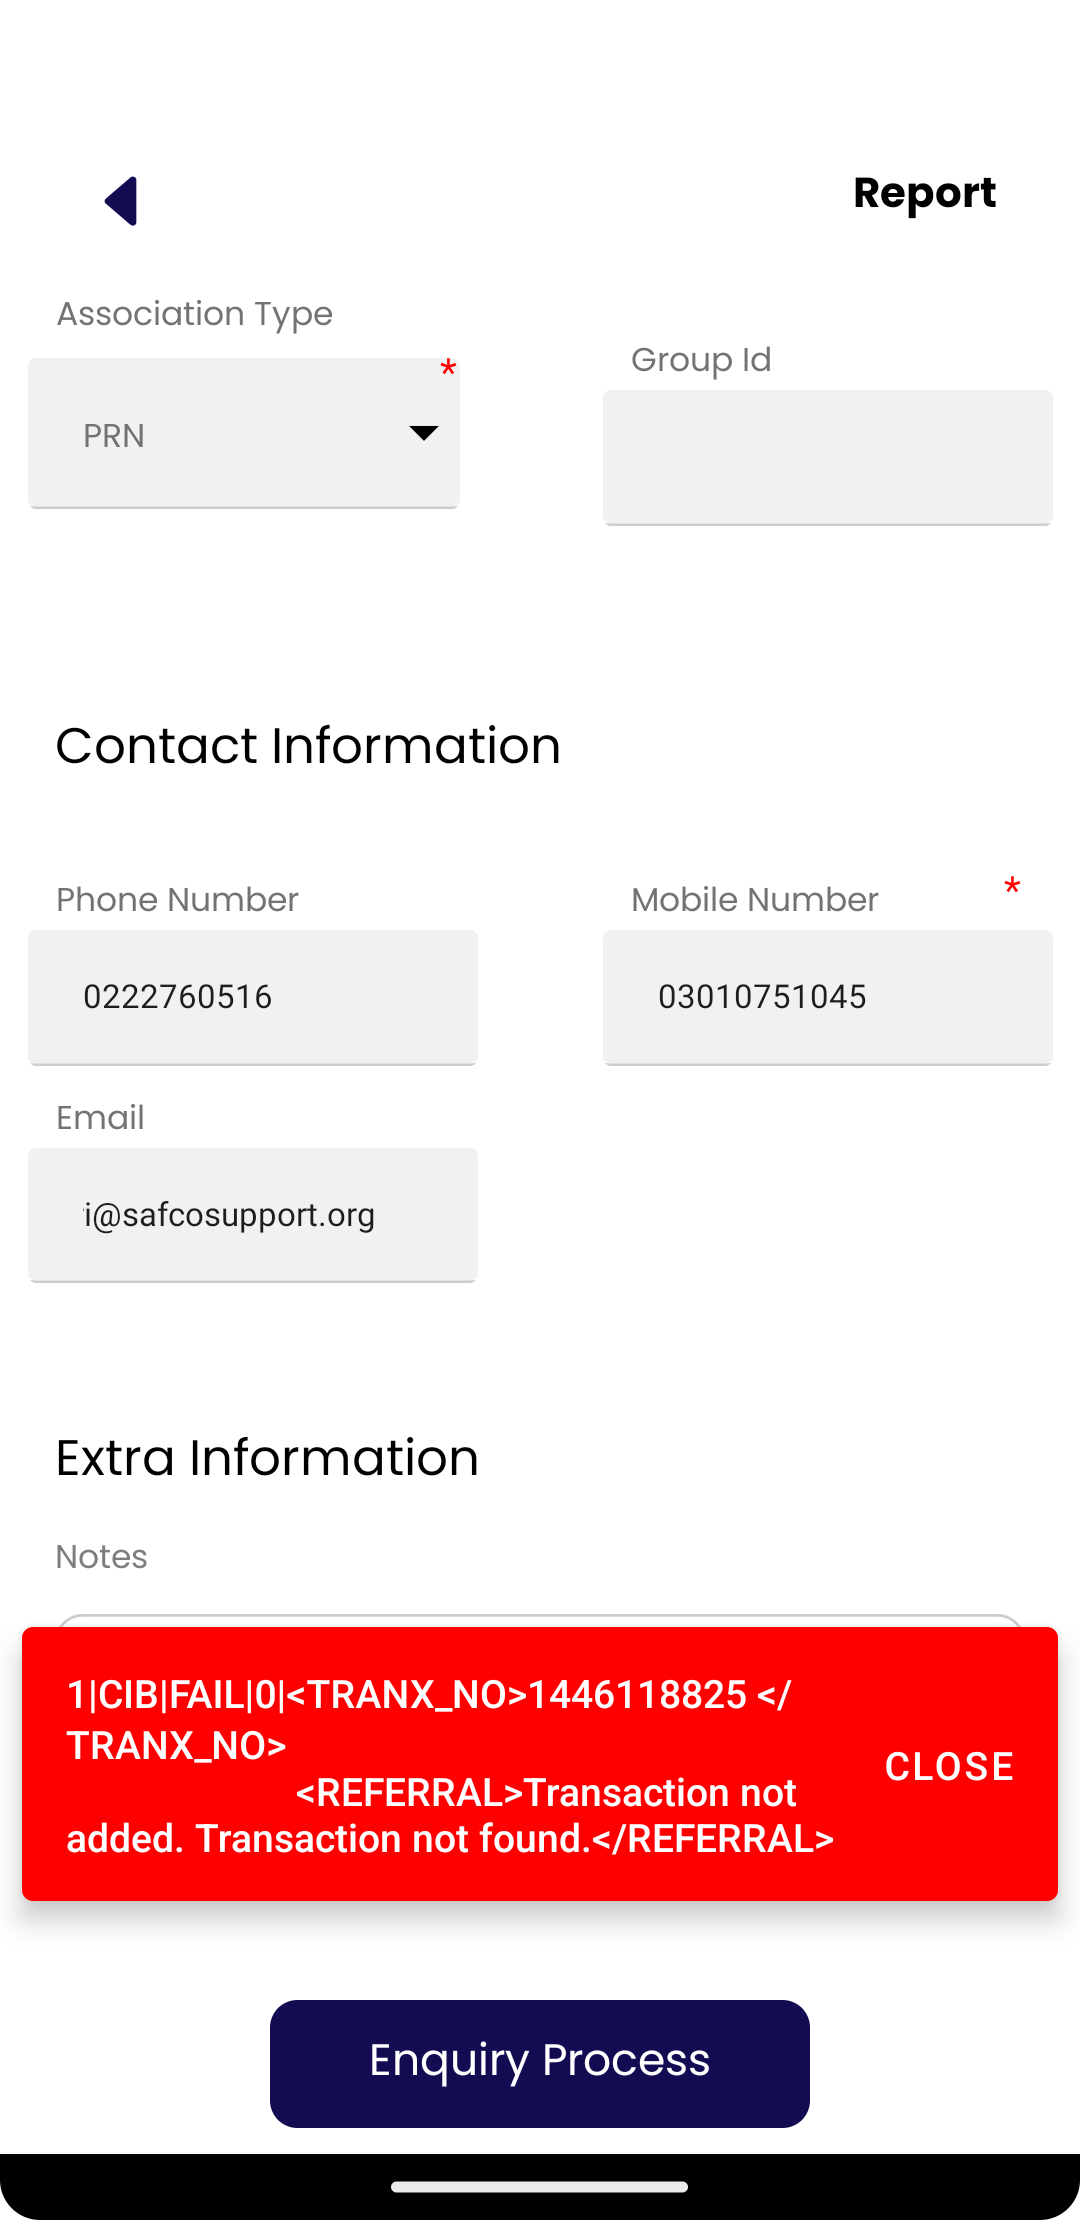 Report
Association Type
*
Group Id
PRN
Contact Information
Phone Number
Mobile Number
*
0222760516
03010751045
Email
i@safcosupport.org
Extra Information
Notes
1|CIB|FAIL|0|<TRANX_NO>1446118825 </
TRANX_NO>
<REFERRAL>Transaction not
added. Transaction not found.</REFERRAL>
CLOSE
Enquiry Process